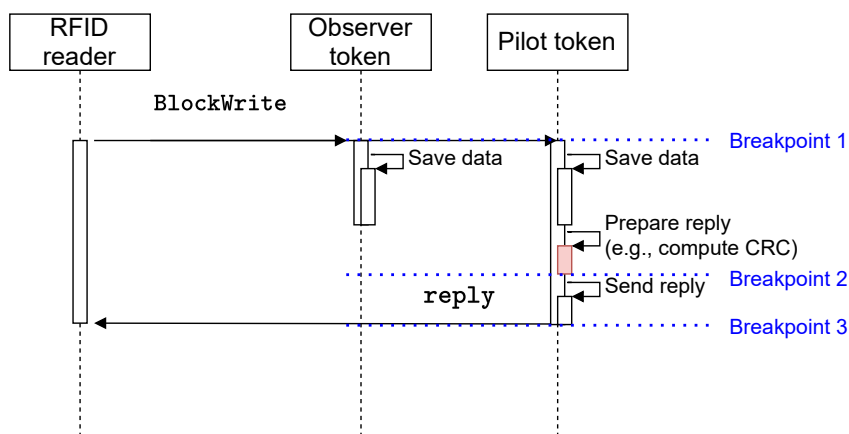 RFID
reader
Observer
token
Pilot token
BlockWrite
Breakpoint 1
Save data
Save data
Prepare reply
(e.g., compute CRC)
Breakpoint 2
Send reply
reply
Breakpoint 3